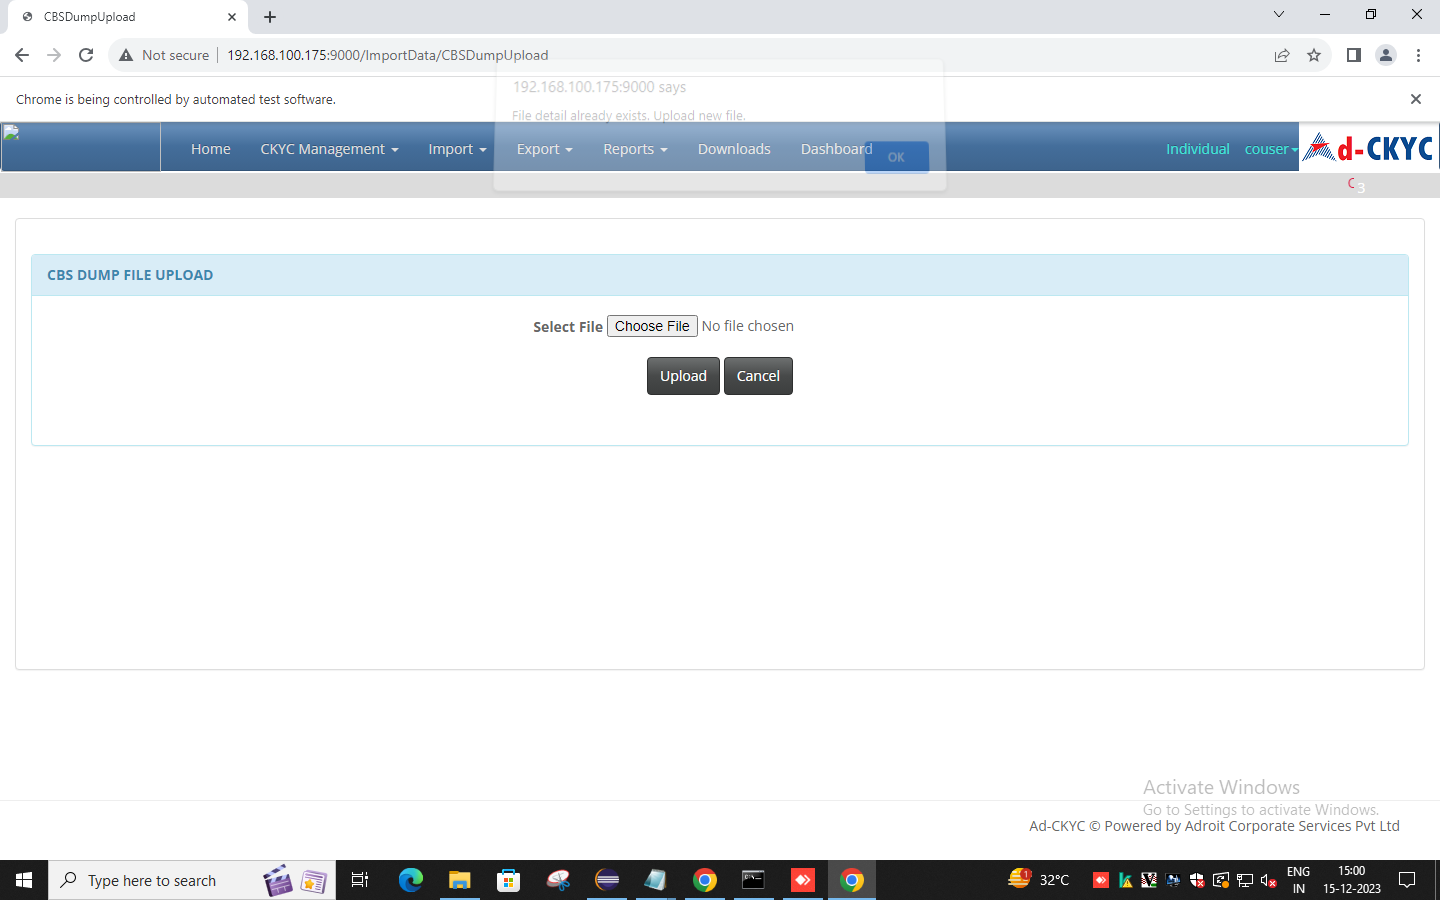 CBSDumpUpload
Not secure
192.168.100.175:9000/ImportData/CBSDumpUpload
192.168.100.175:9000 says
Chrome is being controlled by automated test software.
File detail already exists. Upload new file.
OK
Home
CKYC Management
Import
Export
Reports
Downloads
Dashboard
Individual
couser
d-CKYC
3
CBS DUMP FILE UPLOAD
Select File
Choose File
No file chosen
Upload
Cancel
Activate Windows
Go to Settings to activate Windows.
Ad-CKYC © Powered by Adroit Corporate Services Pvt Ltd
Type here to search
1
32°C
ENG
IN
15:00
15-12-2023